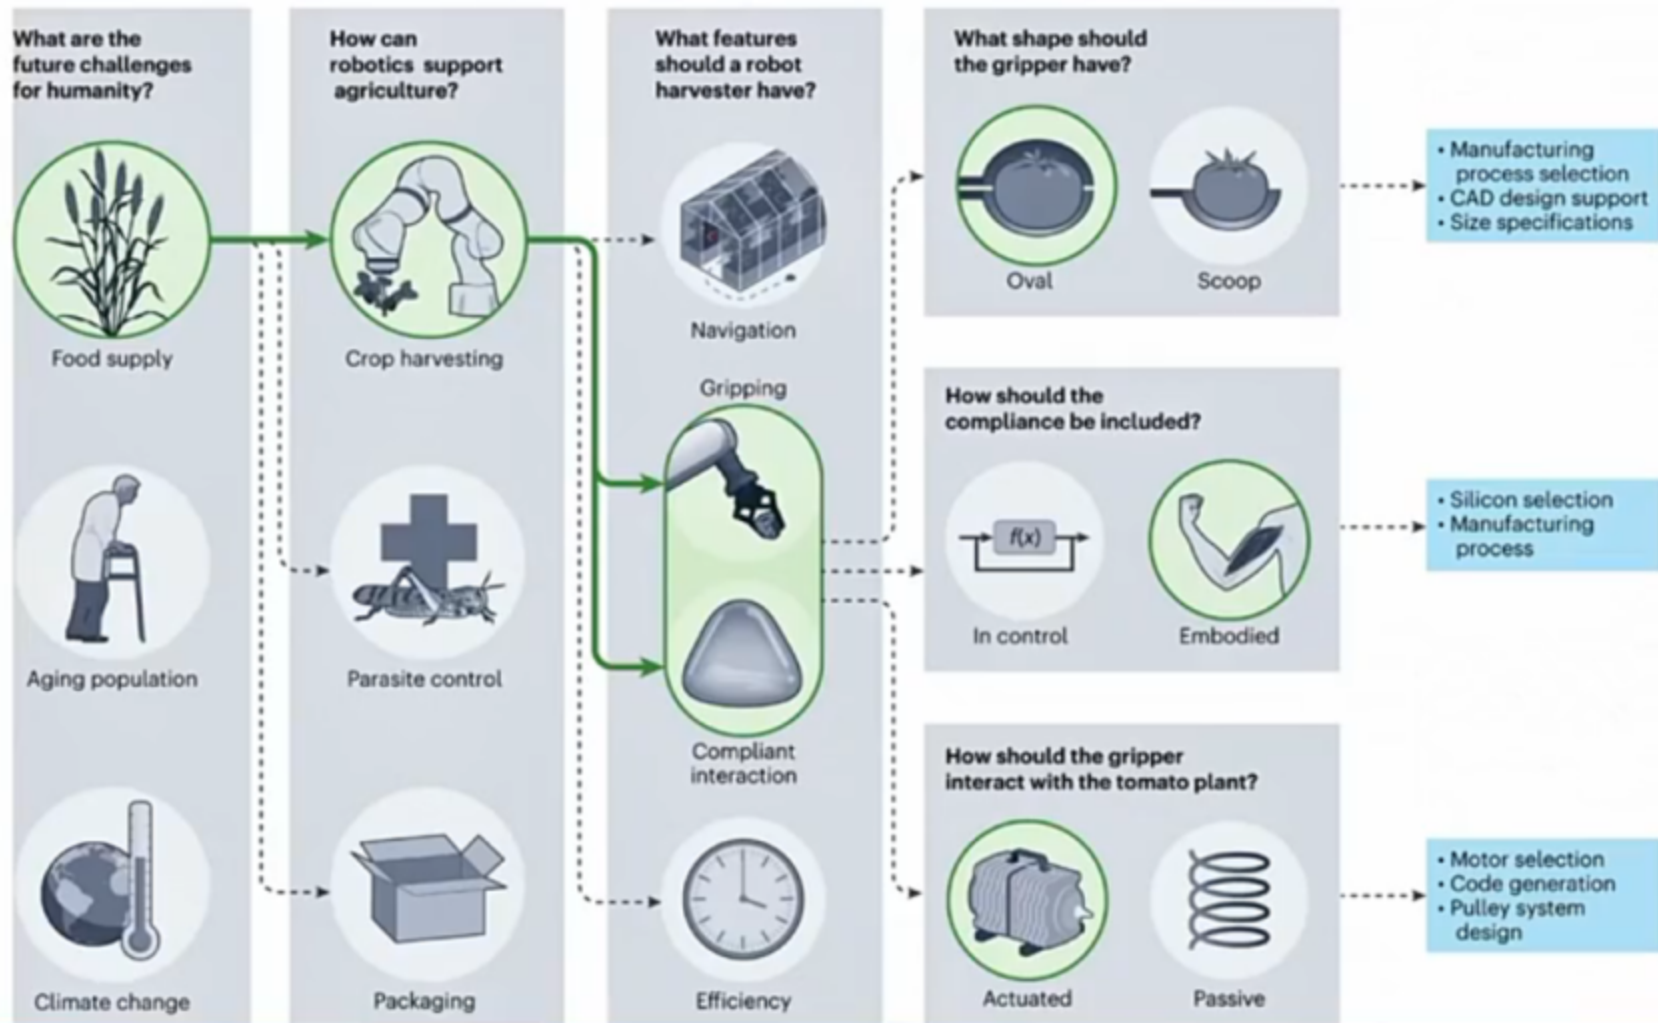 What are the
future challenges
for humanity?
Food supply
Aging population
Climate change
How can
robotics support
agriculture?
Crop harvesting
Parasite control
Packaging
What features
should a robot
harvester have?
Navigation
Gripping
Compliant
interaction
Efficiency
What shape should
the gripper have?
Oval
Scoop
• Manufacturing
process selection
• CAD design support
• Size specifications
How should the
compliance be included?
f(x)
In control
Embodied
• Silicon selection
• Manufacturing
process
How should the gripper
interact with the tomato plant?
Actuated
Passive
• Motor selection
• Code generation
• Pulley system
design